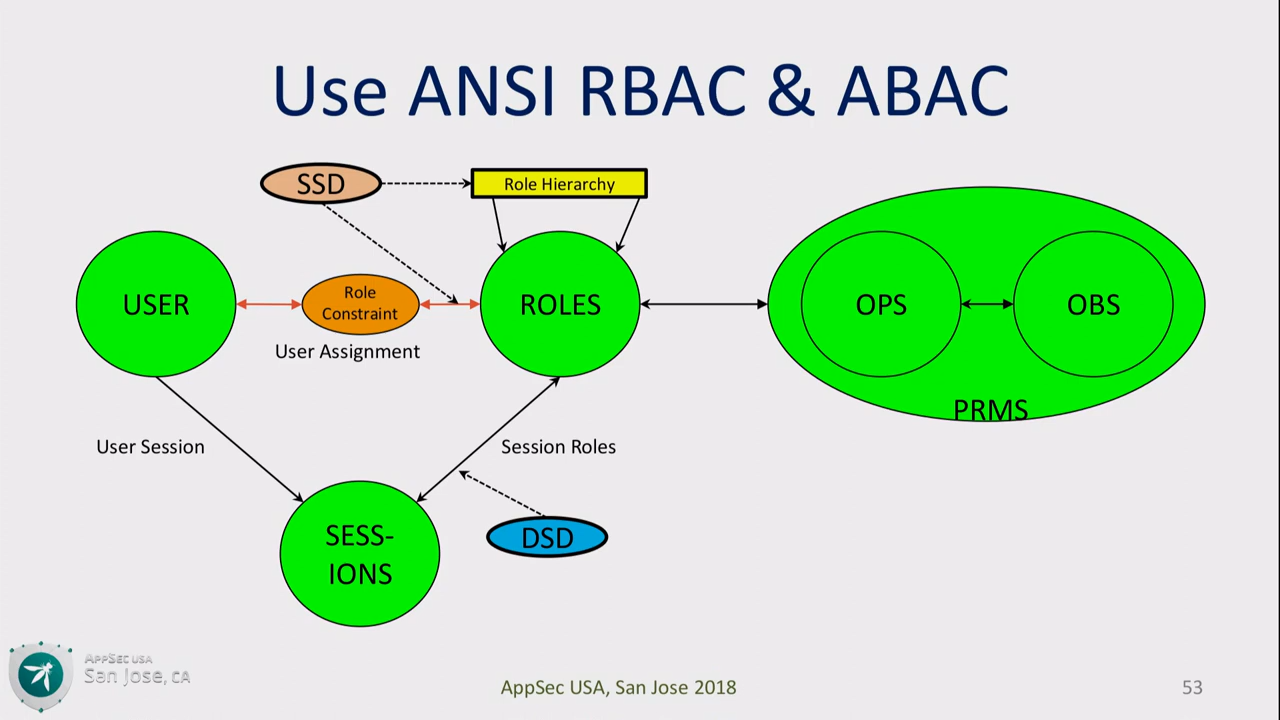 Use ANSI RBAC & ABAC
SSD
Role Hierarchy
USER
Role
Constraint
ROLES
OPS
OBS
User Assignment
PRMS
User Session
Session Roles
SESS-
IONS
DSD
AppSec USA
San Jose, CA
AppSec USA, San Jose 2018
53